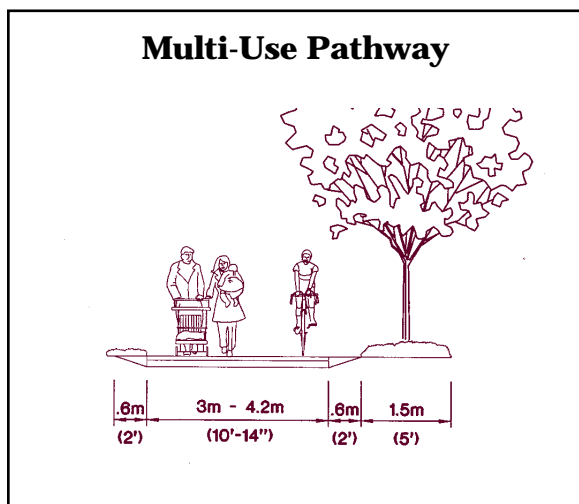 Multi-Use Pathway
.6m 3m - 4.2m .6m 1.5m
(2') (10'-14") (2') (5')